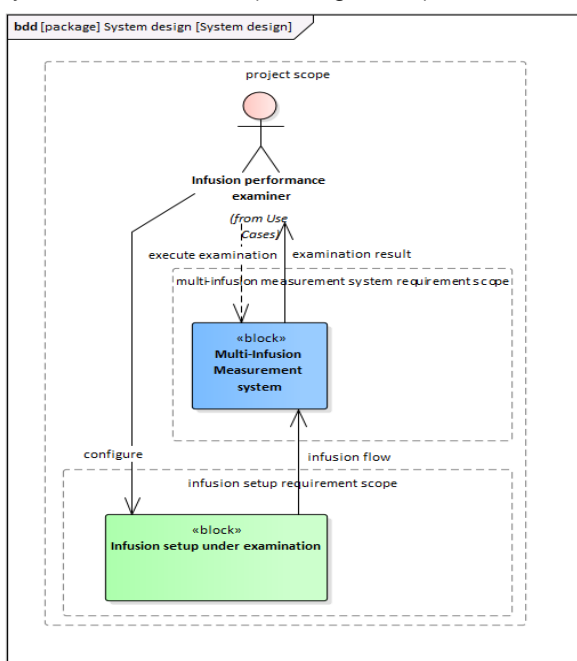 bdd [package] System design [System design]
project scope
Infusion performance
examiner
(from Use
Cases)
execute examination
examination result
multi-infusion measurement system requirement scope
«block»
Multi-Infusion
Measurement
system
configure
infusion flow
infusion setup requirement scope
«block»
Infusion setup under examination